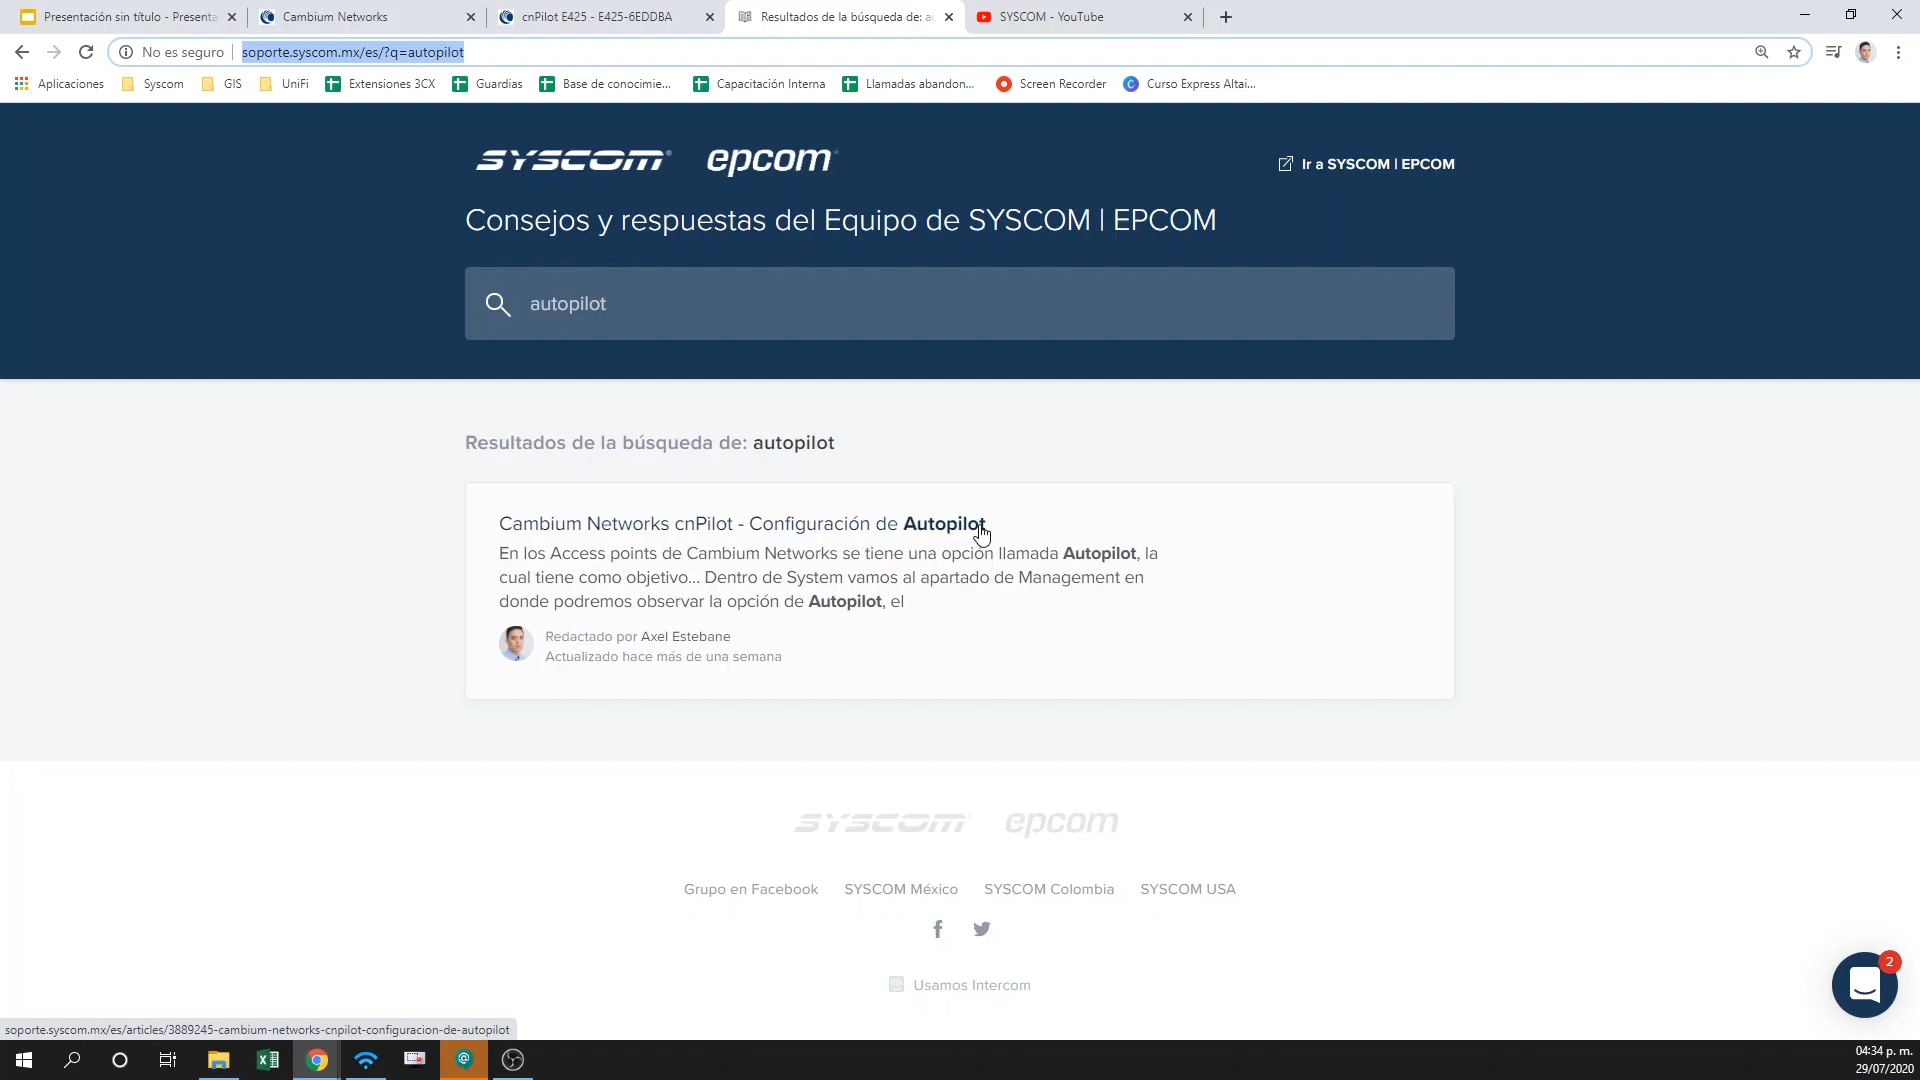 Presentación sin título - Presenta
Cambium Networks
cnPilot E425 - E425-6EDDBA
Resultados de la búsqueda de: au
SYSCOM - YouTube
No es seguro
soporte.syscom.mx/es/?q=autopilot
Aplicaciones
Syscom
GIS
UniFi
Extensiones 3CX
Guardias
Base de conocimie...
Capacitación Interna
Llamadas abandon...
Screen Recorder
Curso Express Altai...
SYSCOM epcom
Ir a SYSCOM | EPCOM
Consejos y respuestas del Equipo de SYSCOM | EPCOM
autopilot
Resultados de la búsqueda de: autopilot
Cambium Networks cnPilot - Configuración de Autopilot
En los Access points de Cambium Networks se tiene una opción llamada Autopilot, la
cual tiene como objetivo... Dentro de System vamos al apartado de Management en
donde podremos observar la opción de Autopilot, el
Redactado por Axel Estebane
Actualizado hace más de una semana
SYSCOM epcom
Grupo en Facebook SYSCOM México SYSCOM Colombia SYSCOM USA
Usamos Intercom
2
soporte.syscom.mx/es/articles/3889245-cambium-networks-cnpilot-configuracion-de-autopilot
04:34 p. m.
29/07/2020